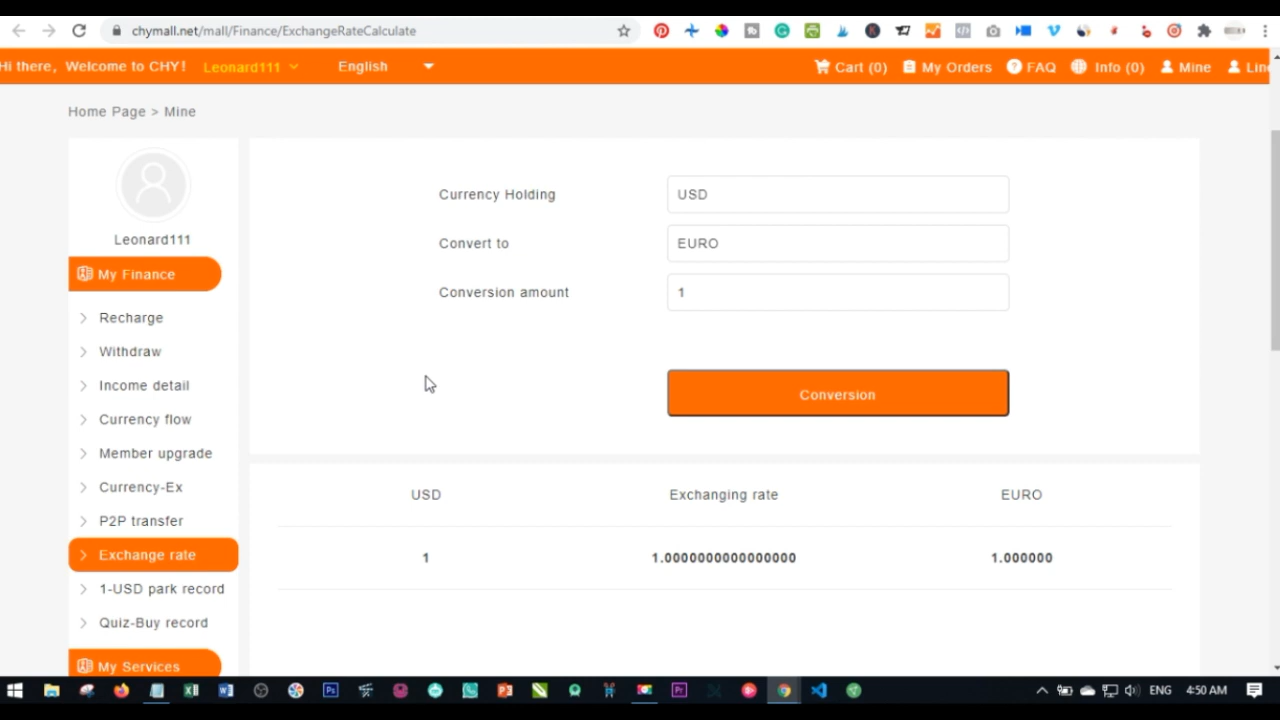 chymall.net/mall/Finance/ExchangeRateCalculate
Hi there, Welcome to CHY! Leonard111 English Cart (0) My Orders FAQ Info (0) Mine
Home Page > Mine
Leonard111
My Finance
Recharge
Withdraw
Income detail
Currency flow
Member upgrade
Currency-Ex
P2P transfer
Exchange rate
1-USD park record
Quiz-Buy record
My Services
Currency Holding USD
Convert to EURO
Conversion amount 1
Conversion
USD Exchanging rate EURO
1 1.0000000000000000 1.000000
ENG 4:50 AM